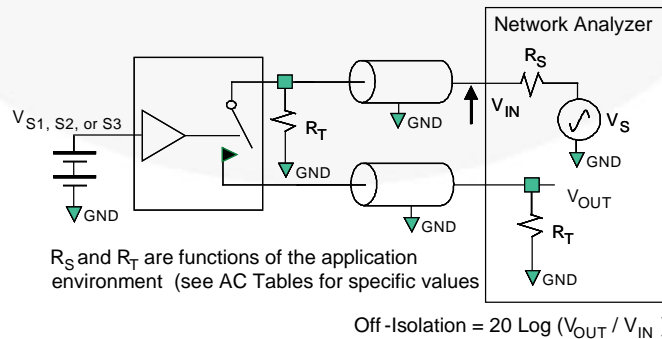 Network Analyzer
R_S
V_S1, S2, or S3
R_T
GND
V_IN
V_S
GND
GND
GND
GND
V_OUT
GND
R_T
R_S and R_T are functions of the application
environment (see AC Tables for specific values
GND
Off-Isolation = 20 Log (V_OUT / V_IN )